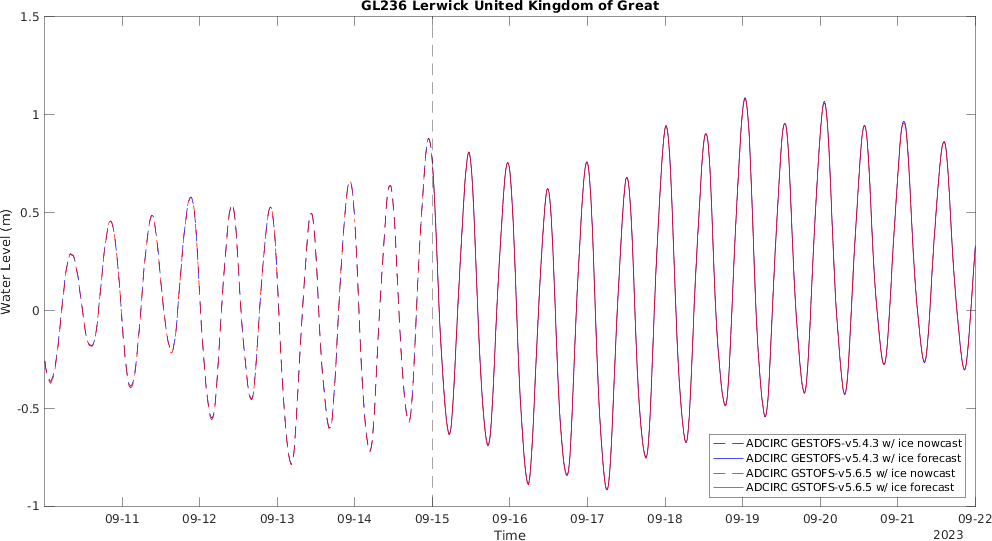 GL236 Lerwick United Kingdom of Great
1.5
1
0.5
0
-0.5
-1
Water Level (m)
09-11 09-12 09-13 09-14 09-15 09-16 09-17 09-18 09-19 09-20 09-21 09-22
Time
2023
ADCIRC GESTOFS-v5.4.3 w/ ice nowcast
ADCIRC GESTOFS-v5.4.3 w/ ice forecast
ADCIRC GSTOFS-v5.6.5 w/ ice nowcast
ADCIRC GSTOFS-v5.6.5 w/ ice forecast